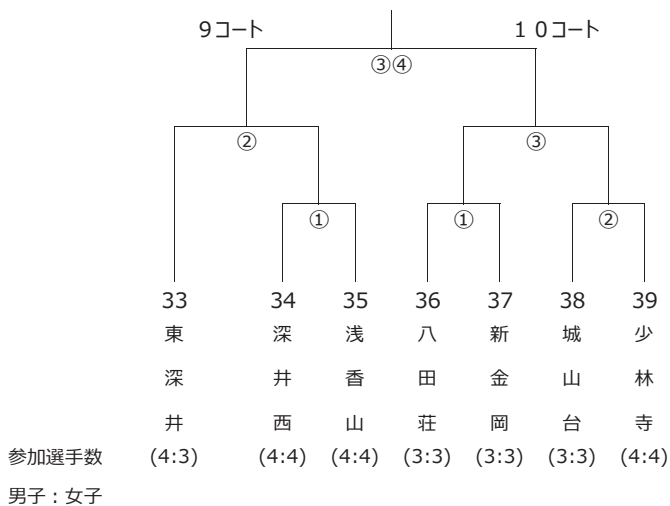 9コート　１０コート
③④
②　③
①　①　②
33　34　35　36　37　38　39
東深井　深井西　浅香山　八田荘　新金岡　城山台　少林寺
参加選手数　(4:3)　(4:4)　(4:4)　(3:3)　(3:3)　(3:3)　(4:4)
男子：女子